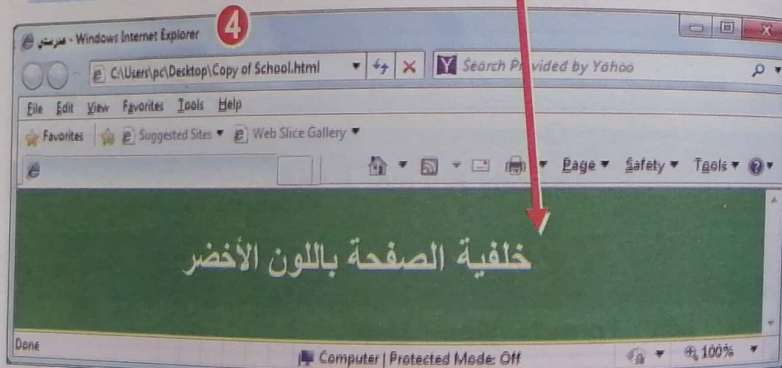 مدرستي - Windows Internet Explorer
4
C:\Users\pc\Desktop\Copy of School.html
Y Search Provided by Yahoo
File Edit View Favorites Tools Help
Favorites Suggested Sites Web Slice Gallery
Page Safety Tools
خلفية الصفحة باللون الأخضر
Done
Computer | Protected Mode: Off
100%